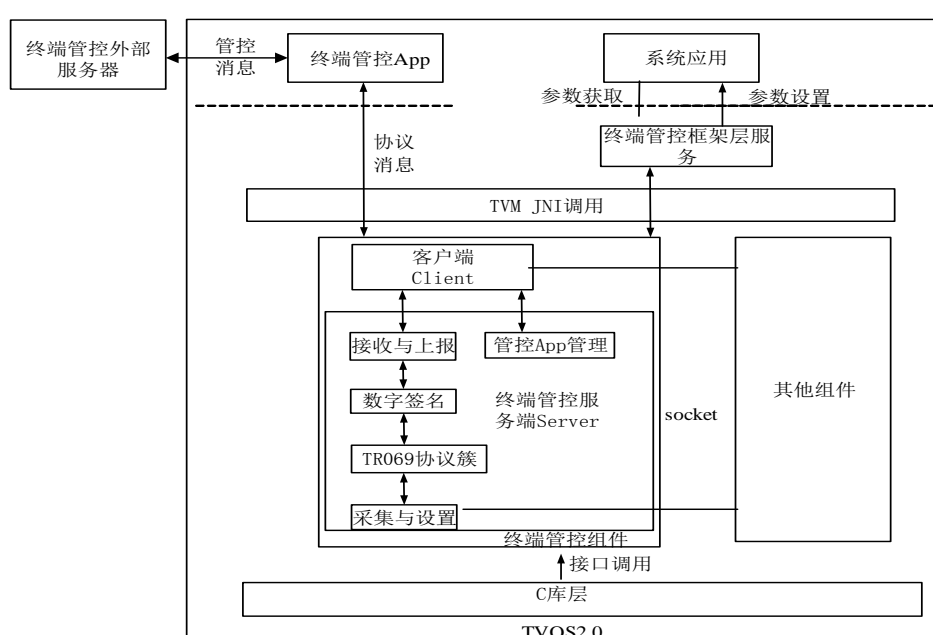 终端管控外部
服务器
管控
消息
终端管控App
系统应用
参数获取
参数设置
协议
消息
终端管控框架层服
务
TVM JNI调用
客户端
Client
接收与上报
管控App管理
数字签名
终端管控服
务端Server
TR069协议簇
采集与设置
终端管控组件
socket
其他组件
接口调用
C库层
TVOS2.0